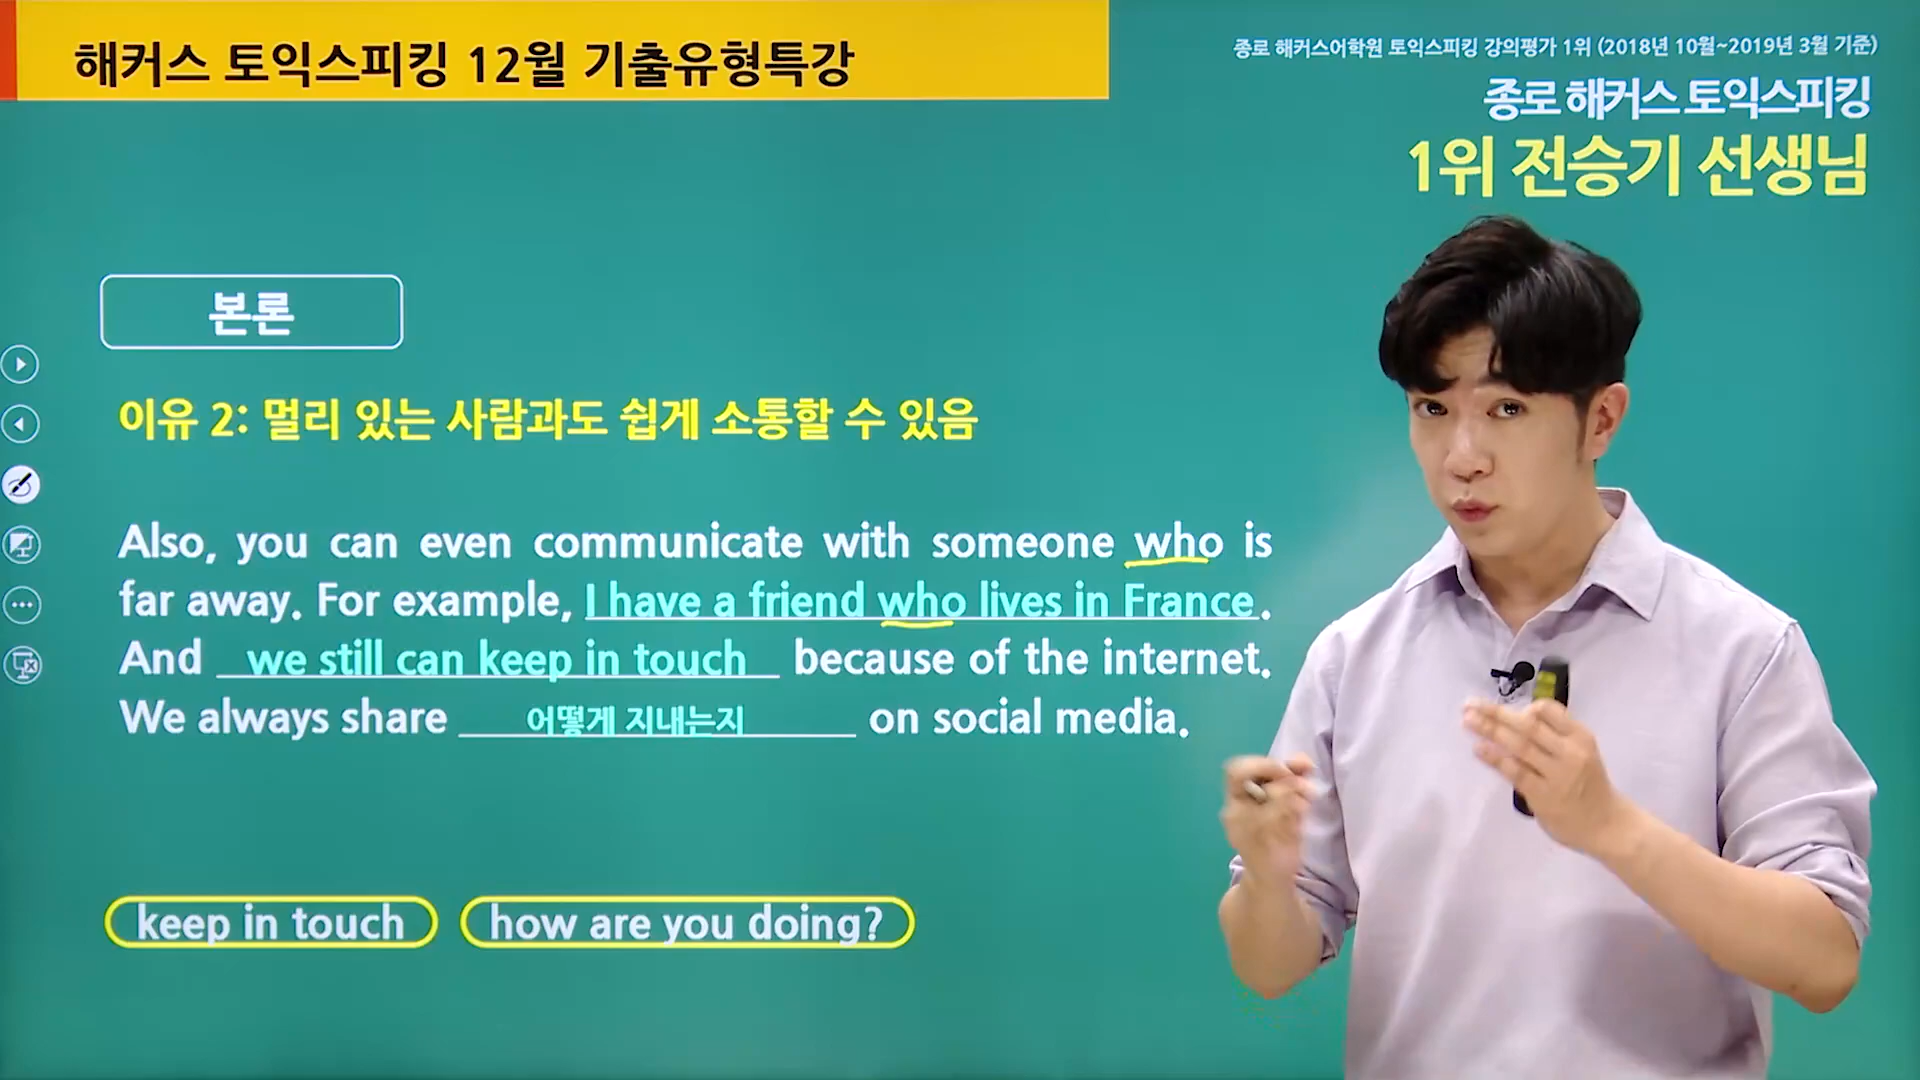 해커스 토익스피킹 12월 기출유형특강
종로 해커스어학원 토익스피킹 강의평가 1위 (2018년 10월~2019년 3월 기준)
종로 해커스 토익스피킹
1위 전승기 선생님
본론
이유 2: 멀리 있는 사람과도 쉽게 소통할 수 있음
Also, you can even communicate with someone who is
far away. For example, I have a friend who lives in France.
And we still can keep in touch because of the internet.
We always share 어떻게 지내는지 on social media.
keep in touch how are you doing?